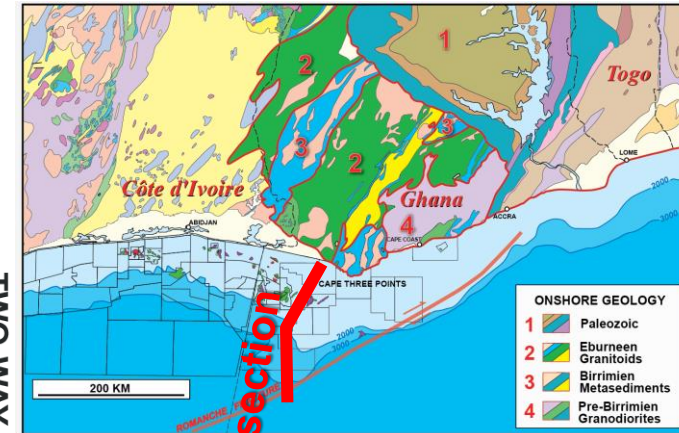 1
2
Togo
3
3
2
LOME
Côte d'Ivoire
Ghana
2000
3000
ACCRA
4
ABIDJAN
CAPE COAST
CAPE THREE POINTS
ONSHORE GEOLOGY
1 Paleozoic
2 Eburneen
Granitoids
3 Birrimien
Metasediments
4 Pre-Birrimien
Granodiorites
2000
3000
section
200 KM
TWO WAY